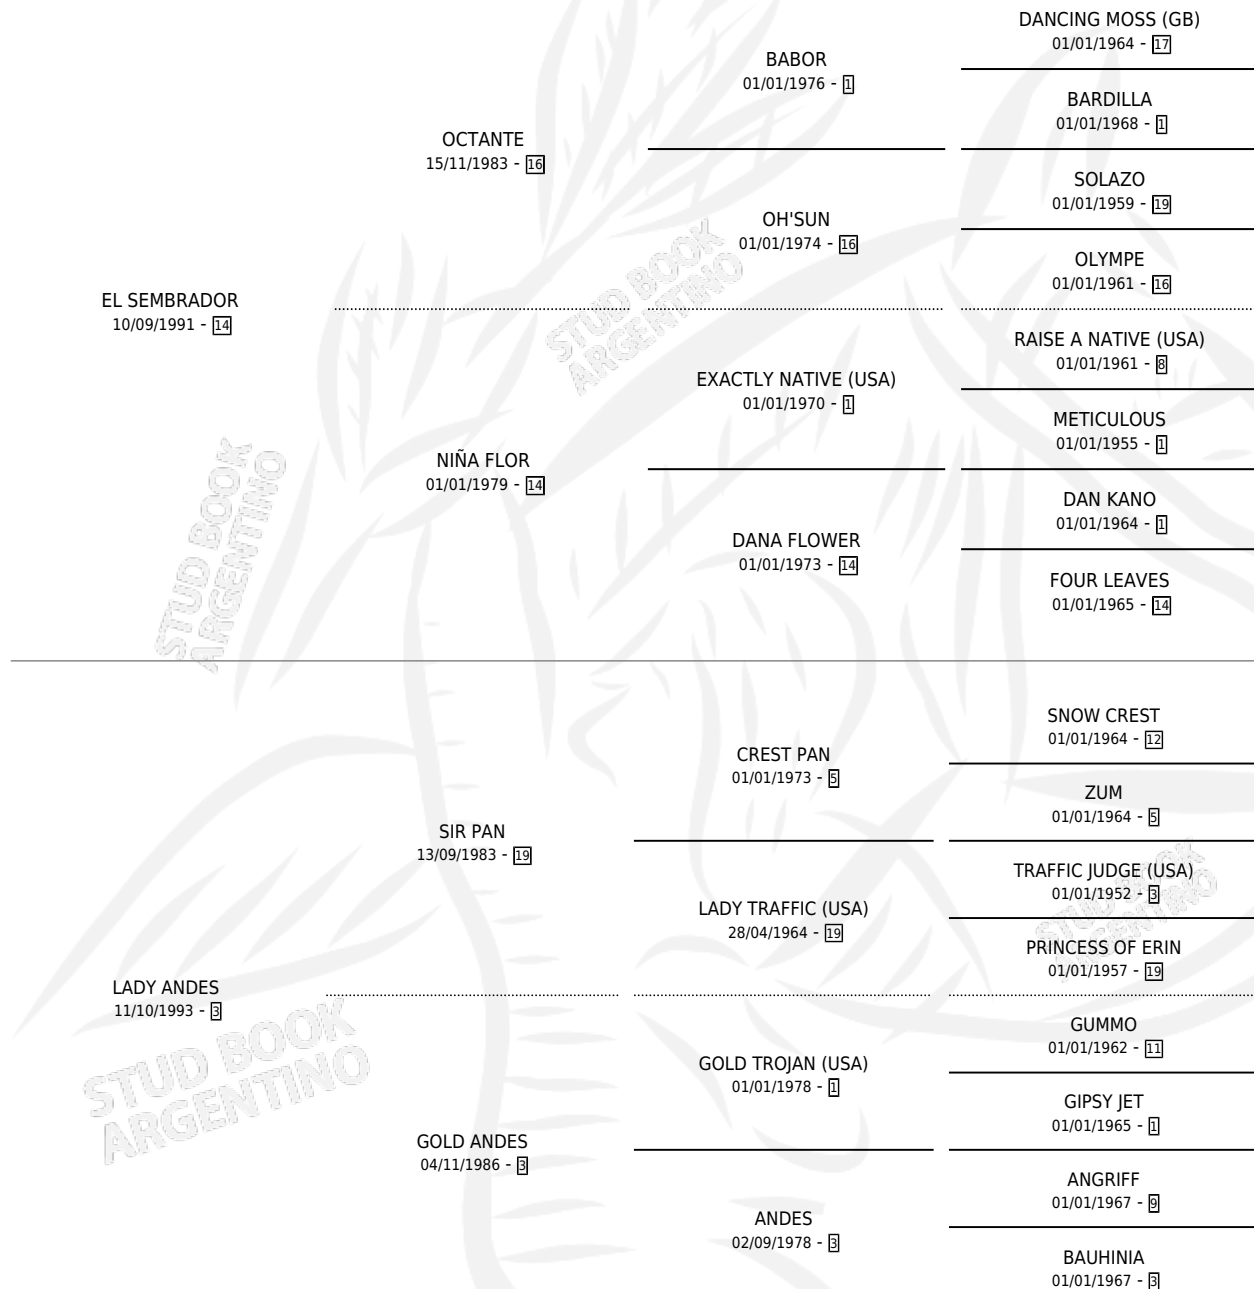 DANCING MOSS (GB)
01/01/1964 - 17
BABOR
01/01/1976 - 1
BARDILLA
01/01/1968 - 1
OCTANTE
15/11/1983 - 16
SOLAZO
01/01/1959 - 19
OH'SUN
01/01/1974 - 16
OLYMPE
01/01/1961 - 16
EL SEMBRADOR
10/09/1991 - 14
RAISE A NATIVE (USA)
01/01/1961 - 8
EXACTLY NATIVE (USA)
01/01/1970 - 1
METICULOUS
01/01/1955 - 1
NIÑA FLOR
01/01/1979 - 14
DAN KANO
01/01/1964 - 1
DANA FLOWER
01/01/1973 - 14
FOUR LEAVES
01/01/1965 - 14
STUD BOOK
ARGENTINO
STUD BOOK
ARGENTINO
SNOW CREST
01/01/1964 - 12
CREST PAN
01/01/1973 - 5
ZUM
01/01/1964 - 5
SIR PAN
13/09/1983 - 19
TRAFFIC JUDGE (USA)
01/01/1952 - 3
LADY TRAFFIC (USA)
28/04/1964 - 19
PRINCESS OF ERIN
01/01/1957 - 19
LADY ANDES
11/10/1993 - 3
GUMMO
01/01/1962 - 11
GOLD TROJAN (USA)
01/01/1978 - 1
GIPSY JET
01/01/1965 - 1
GOLD ANDES
04/11/1986 - 3
ANGRIFF
01/01/1967 - 9
ANDES
02/09/1978 - 3
BAUHINIA
01/01/1967 - 3
STUD BOOK
ARGENTINO
STUD BOOK
ARGENTINO